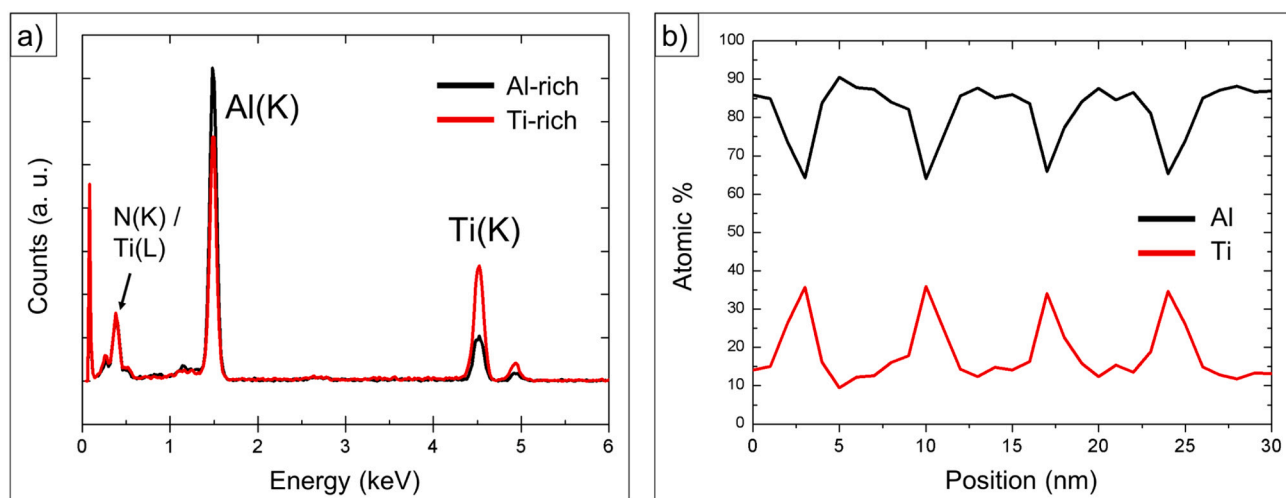 a)
Al-rich
Ti-rich
Al(K)
N(K) /
Ti(L)
Ti(K)
Counts (a. u.)
0 1 2 3 4 5 6
Energy (keV)
b)
100
90
80
70
60
50
40
30
20
10
0
Al
Ti
Atomic %
0 5 10 15 20 25 30
Position (nm)